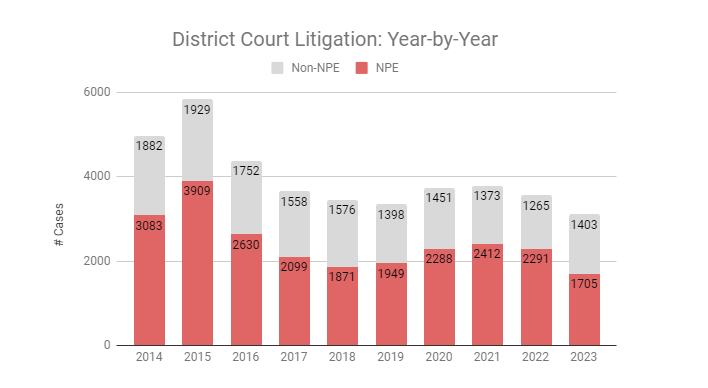 District Court Litigation: Year-by-Year
Non-NPE NPE
# Cases
6000
4000
2000
0
1882 1929 1752 1558 1576 1398 1451 1373 1265 1403
3083 3909 2630 2099 1871 1949 2288 2412 2291 1705
2014 2015 2016 2017 2018 2019 2020 2021 2022 2023